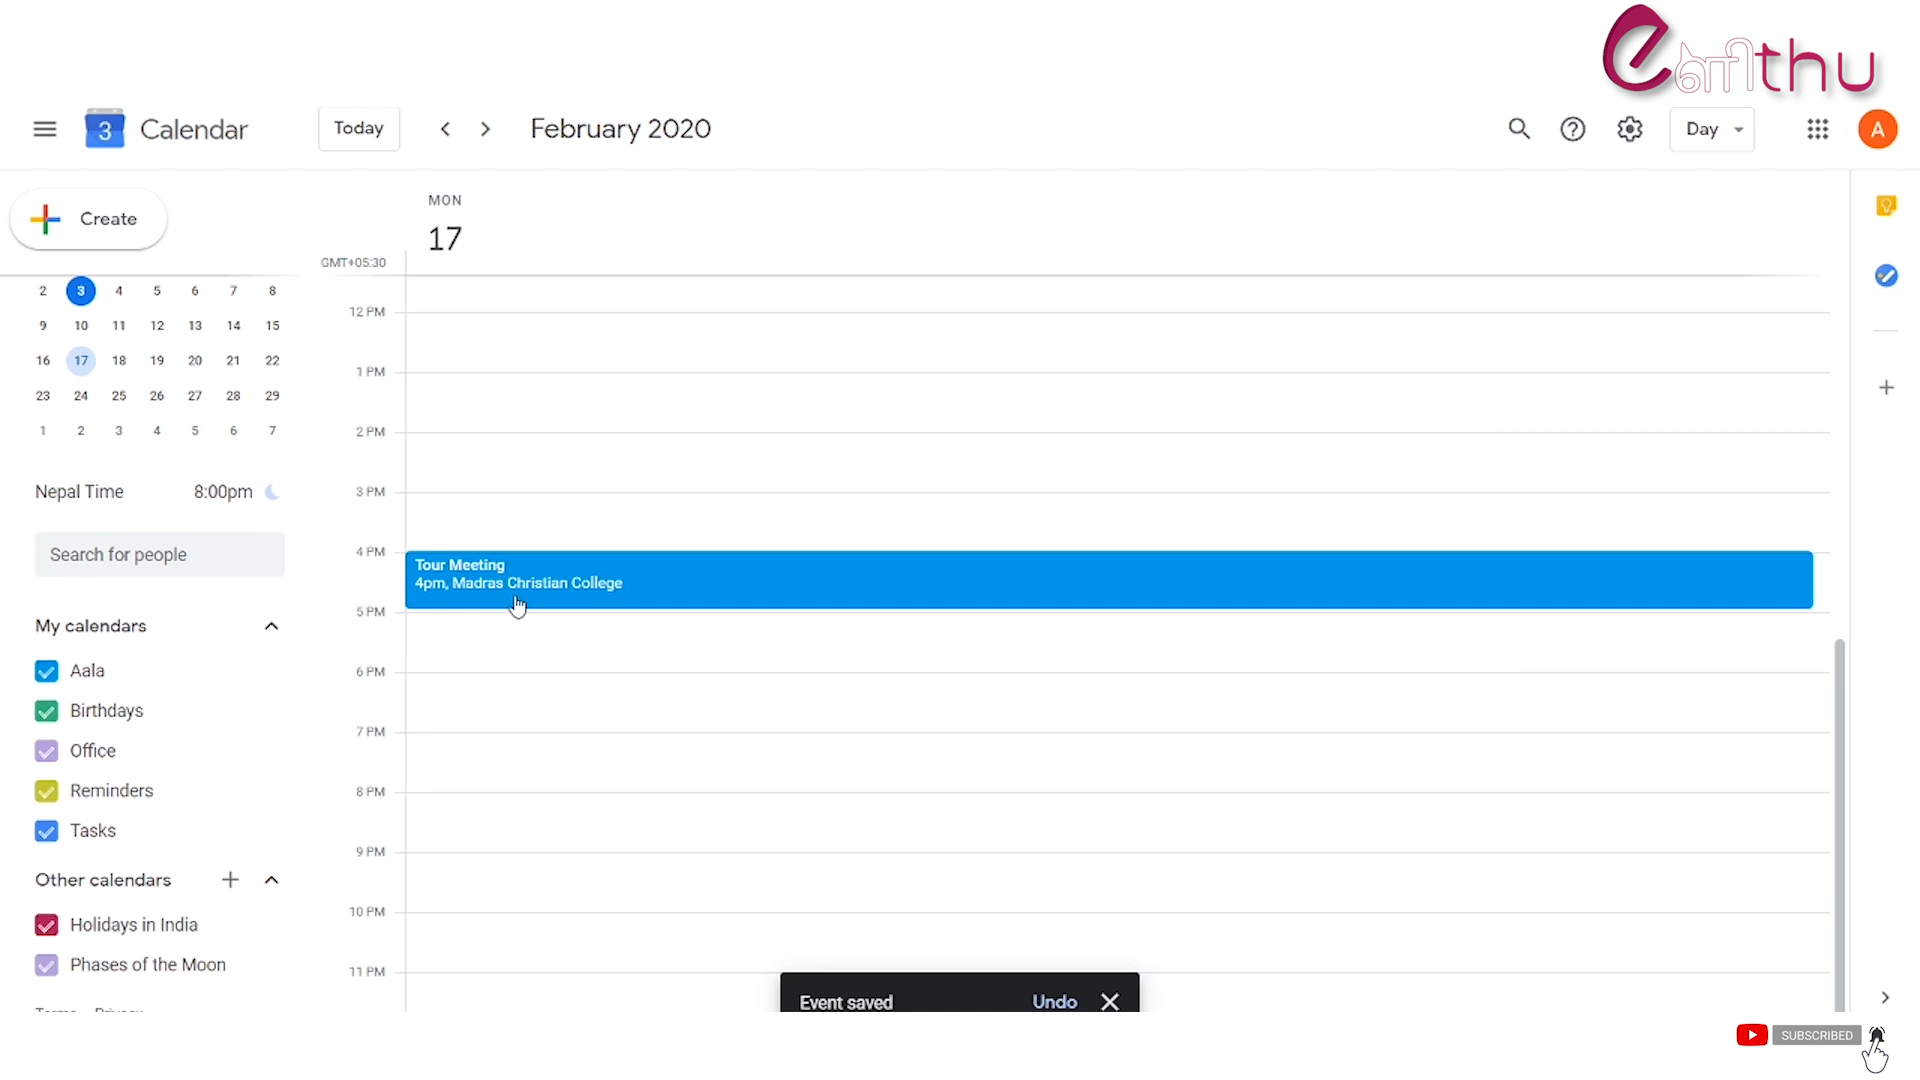 eளிthu
3
Calendar
Today
February 2020
Day
A
Create
MON
17
GMT+05:30
2 3 4 5 6 7 8
9 10 11 12 13 14 15
16 17 18 19 20 21 22
23 24 25 26 27 28 29
1 2 3 4 5 6 7
Nepal Time 8:00pm
Search for people
My calendars
Aala
Birthdays
Office
Reminders
Tasks
Other calendars
Holidays in India
Phases of the Moon
Terms Privacy
12 PM
1 PM
2 PM
3 PM
4 PM
Tour Meeting
4pm, Madras Christian College
5 PM
6 PM
7 PM
8 PM
9 PM
10 PM
11 PM
Event saved Undo
SUBSCRIBED